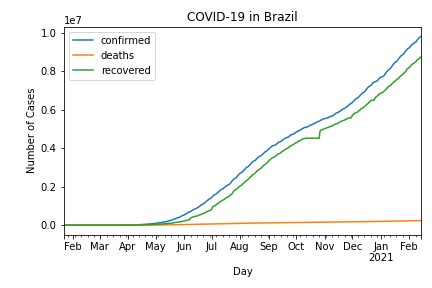 COVID-19 in Brazil
1e7
confirmed
deaths
recovered
1.0
0.8
0.6
0.4
0.2
0.0
Number of Cases
Feb Mar Apr May Jun Jul Aug Sep Oct Nov Dec Jan Feb
2021
Day